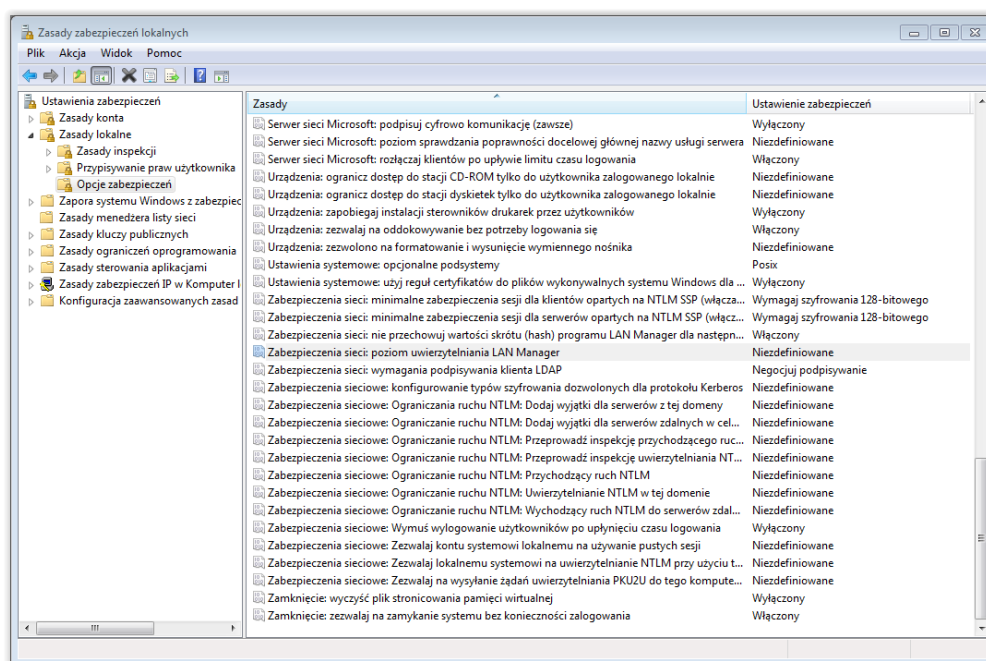 Zasady zabezpieczeń lokalnych
Plik Akcja Widok Pomoc
Ustawienia zabezpieczeń
Zasady konta
Zasady lokalne
Zasady inspekcji
Przypisywanie praw użytkownika
Opcje zabezpieczeń
Zapora systemu Windows z zabezpiec
Zasady menedżera listy sieci
Zasady kluczy publicznych
Zasady ograniczeń oprogramowania
Zasady sterowania aplikacjami
Zasady zabezpieczeń IP w Komputer l
Konfiguracja zaawansowanych zasad
Zasady Ustawienie zabezpieczeń
Serwer sieci Microsoft: podpisuj cyfrowo komunikację (zawsze) Wyłączony
Serwer sieci Microsoft: poziom sprawdzania poprawności docelowej głównej nazwy usługi serwera Niezdefiniowane
Serwer sieci Microsoft: rozłączaj klientów po upływie limitu czasu logowania Włączony
Urządzenia: ogranicz dostęp do stacji CD-ROM tylko do użytkownika zalogowanego lokalnie Niezdefiniowane
Urządzenia: ogranicz dostęp do stacji dyskietek tylko do użytkownika zalogowanego lokalnie Niezdefiniowane
Urządzenia: zapobiegaj instalacji sterowników drukarek przez użytkowników Wyłączony
Urządzenia: zezwalaj na oddokowywanie bez potrzeby logowania się Włączony
Urządzenia: zezwolono na formatowanie i wysunięcie wymiennego nośnika Niezdefiniowane
Ustawienia systemowe: opcjonalne podsystemy Posix
Ustawienia systemowe: użyj reguł certyfikatów do plików wykonywalnych systemu Windows dla ... Wyłączony
Zabezpieczenia sieci: minimalne zabezpieczenia sesji dla klientów opartych na NTLM SSP (włącza... Wymagaj szyfrowania 128-bitowego
Zabezpieczenia sieci: minimalne zabezpieczenia sesji dla serwerów opartych na NTLM SSP (włącz... Wymagaj szyfrowania 128-bitowego
Zabezpieczenia sieci: nie przechowuj wartości skrótu (hash) programu LAN Manager dla następn... Włączony
Zabezpieczenia sieci: poziom uwierzytelniania LAN Manager Niezdefiniowane
Zabezpieczenia sieci: wymagania podpisywania klienta LDAP Negocjuj podpisywanie
Zabezpieczenia sieciowe: konfigurowanie typów szyfrowania dozwolonych dla protokołu Kerberos Niezdefiniowane
Zabezpieczenia sieciowe: Ograniczanie ruchu NTLM: Dodaj wyjątki dla serwerów z tej domeny Niezdefiniowane
Zabezpieczenia sieciowe: Ograniczanie ruchu NTLM: Dodaj wyjątki dla serwerów zdalnych w cel... Niezdefiniowane
Zabezpieczenia sieciowe: Ograniczanie ruchu NTLM: Przeprowadź inspekcję przychodzącego ruc... Niezdefiniowane
Zabezpieczenia sieciowe: Ograniczanie ruchu NTLM: Przeprowadź inspekcję uwierzytelniania NT... Niezdefiniowane
Zabezpieczenia sieciowe: Ograniczanie ruchu NTLM: Przychodzący ruch NTLM Niezdefiniowane
Zabezpieczenia sieciowe: Ograniczanie ruchu NTLM: Uwierzytelnianie NTLM w tej domenie Niezdefiniowane
Zabezpieczenia sieciowe: Ograniczanie ruchu NTLM: Wychodzący ruch NTLM do serwerów zdal... Niezdefiniowane
Zabezpieczenia sieciowe: Wymuś wylogowanie użytkowników po upłynięciu czasu logowania Wyłączony
Zabezpieczenia sieciowe: Zezwalaj kontu systemowi lokalnemu na używanie pustych sesji Niezdefiniowane
Zabezpieczenia sieciowe: Zezwalaj lokalnemu systemowi na uwierzytelnianie NTLM przy użyciu t... Niezdefiniowane
Zabezpieczenia sieciowe: Zezwalaj na wysyłanie żądań uwierzytelniania PKU2U do tego kompute... Niezdefiniowane
Zamknięcie: wyczyść plik stronicowania pamięci wirtualnej Wyłączony
Zamknięcie: zezwalaj na zamykanie systemu bez konieczności zalogowania Włączony